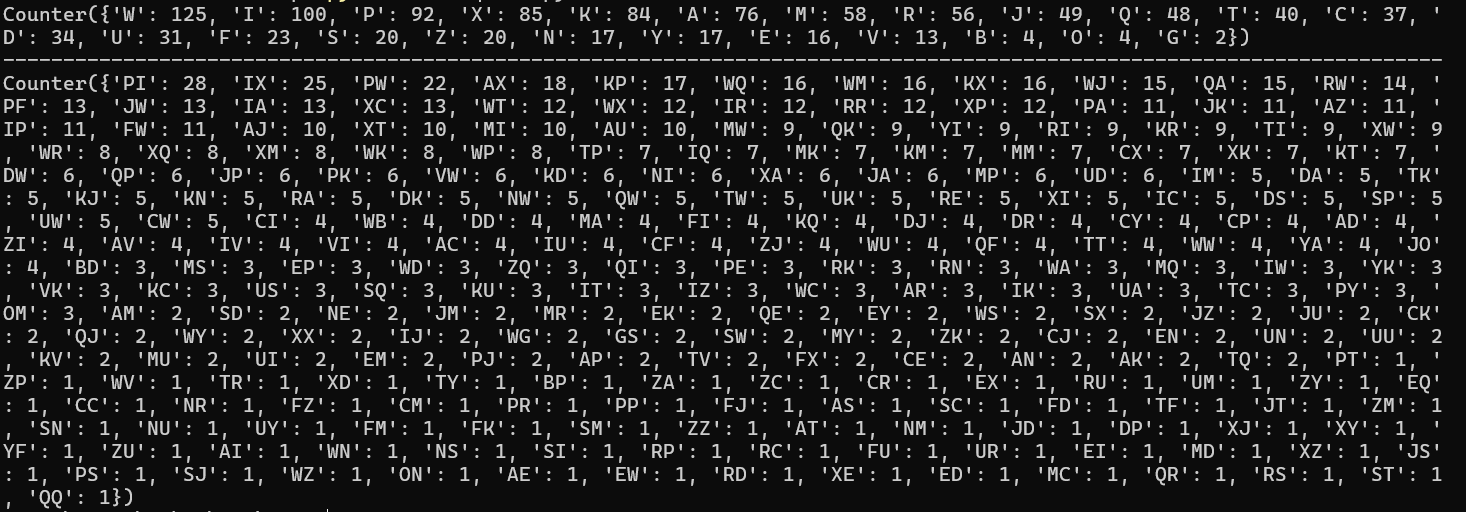 Counter({'W': 125, 'I': 100, 'P': 92, 'X': 85, 'K': 84, 'A': 76, 'M': 58, 'R': 56, 'J': 49, 'Q': 48, 'T': 40, 'C': 37, '
D': 34, 'U': 31, 'F': 23, 'S': 20, 'Z': 20, 'N': 17, 'Y': 17, 'E': 16, 'V': 13, 'B': 4, 'O': 4, 'G': 2})
------------------------------------------------------------------------------------------------------------------------
Counter({'PI': 28, 'IX': 25, 'PW': 22, 'AX': 18, 'KP': 17, 'WQ': 16, 'WM': 16, 'KX': 16, 'WJ': 15, 'QA': 15, 'RW': 14, '
PF': 13, 'JW': 13, 'IA': 13, 'XC': 13, 'WT': 12, 'WX': 12, 'IR': 12, 'RR': 12, 'XP': 12, 'PA': 11, 'JK': 11, 'AZ': 11, '
IP': 11, 'FW': 11, 'AJ': 10, 'XT': 10, 'MI': 10, 'AU': 10, 'MW': 9, 'QK': 9, 'YI': 9, 'RI': 9, 'KR': 9, 'TI': 9, 'XW': 9
, 'WR': 8, 'XQ': 8, 'XM': 8, 'WK': 8, 'WP': 8, 'TP': 7, 'IQ': 7, 'MK': 7, 'KM': 7, 'MM': 7, 'CX': 7, 'XK': 7, 'KT': 7, '
DW': 6, 'QP': 6, 'JP': 6, 'PK': 6, 'VW': 6, 'KD': 6, 'NI': 6, 'XA': 6, 'JA': 6, 'MP': 6, 'UD': 6, 'IM': 5, 'DA': 5, 'TK'
: 5, 'KJ': 5, 'KN': 5, 'RA': 5, 'DK': 5, 'NW': 5, 'QW': 5, 'TW': 5, 'UK': 5, 'RE': 5, 'XI': 5, 'IC': 5, 'DS': 5, 'SP': 5
, 'UW': 5, 'CW': 5, 'CI': 4, 'WB': 4, 'DD': 4, 'MA': 4, 'FI': 4, 'KQ': 4, 'DJ': 4, 'DR': 4, 'CY': 4, 'CP': 4, 'AD': 4, '
ZI': 4, 'AV': 4, 'IV': 4, 'VI': 4, 'AC': 4, 'IU': 4, 'CF': 4, 'ZJ': 4, 'WU': 4, 'QF': 4, 'TT': 4, 'WW': 4, 'YA': 4, 'JO'
: 4, 'BD': 3, 'MS': 3, 'EP': 3, 'WD': 3, 'ZQ': 3, 'QI': 3, 'PE': 3, 'RK': 3, 'RN': 3, 'WA': 3, 'MQ': 3, 'IW': 3, 'YK': 3
, 'VK': 3, 'KC': 3, 'US': 3, 'SQ': 3, 'KU': 3, 'IT': 3, 'IZ': 3, 'WC': 3, 'AR': 3, 'IK': 3, 'UA': 3, 'TC': 3, 'PY': 3, '
OM': 3, 'AM': 2, 'SD': 2, 'NE': 2, 'JM': 2, 'MR': 2, 'EK': 2, 'QE': 2, 'EY': 2, 'WS': 2, 'SX': 2, 'JZ': 2, 'JU': 2, 'CK'
: 2, 'QJ': 2, 'WY': 2, 'XX': 2, 'IJ': 2, 'WG': 2, 'GS': 2, 'SW': 2, 'MY': 2, 'ZK': 2, 'CJ': 2, 'EN': 2, 'UN': 2, 'UU': 2
, 'KV': 2, 'MU': 2, 'UI': 2, 'EM': 2, 'PJ': 2, 'AP': 2, 'TV': 2, 'FX': 2, 'CE': 2, 'AN': 2, 'AK': 2, 'TQ': 2, 'PT': 1, '
ZP': 1, 'WV': 1, 'TR': 1, 'XD': 1, 'TY': 1, 'BP': 1, 'ZA': 1, 'ZC': 1, 'CR': 1, 'EX': 1, 'RU': 1, 'UM': 1, 'ZY': 1, 'EQ'
: 1, 'CC': 1, 'NR': 1, 'FZ': 1, 'CM': 1, 'PR': 1, 'PP': 1, 'FJ': 1, 'AS': 1, 'SC': 1, 'FD': 1, 'TF': 1, 'JT': 1, 'ZM': 1
, 'SN': 1, 'NU': 1, 'UY': 1, 'FM': 1, 'FK': 1, 'SM': 1, 'ZZ': 1, 'AT': 1, 'NM': 1, 'JD': 1, 'DP': 1, 'XJ': 1, 'XY': 1, '
YF': 1, 'ZU': 1, 'AI': 1, 'WN': 1, 'NS': 1, 'SI': 1, 'RP': 1, 'RC': 1, 'FU': 1, 'UR': 1, 'EI': 1, 'MD': 1, 'XZ': 1, 'JS'
: 1, 'PS': 1, 'SJ': 1, 'WZ': 1, 'ON': 1, 'AE': 1, 'EW': 1, 'RD': 1, 'XE': 1, 'ED': 1, 'MC': 1, 'QR': 1, 'RS': 1, 'ST': 1
, 'QQ': 1})